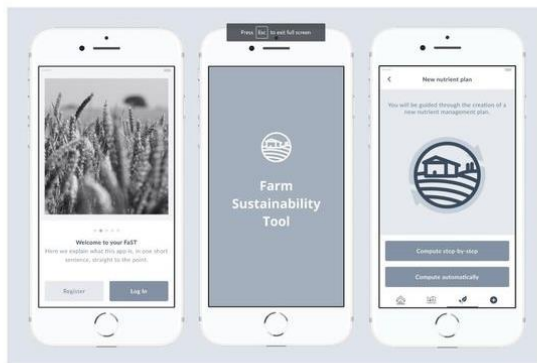 Press Esc to exit full screen
Welcome to your FaST
Here we explain what this app is, in one short
sentence, straight to the point.
Register
Log In
Farm
Sustainability
Tool
New nutrient plan
You will be guided through the creation of a
new nutrient management plan.
Compute step-by-step
Compute automatically